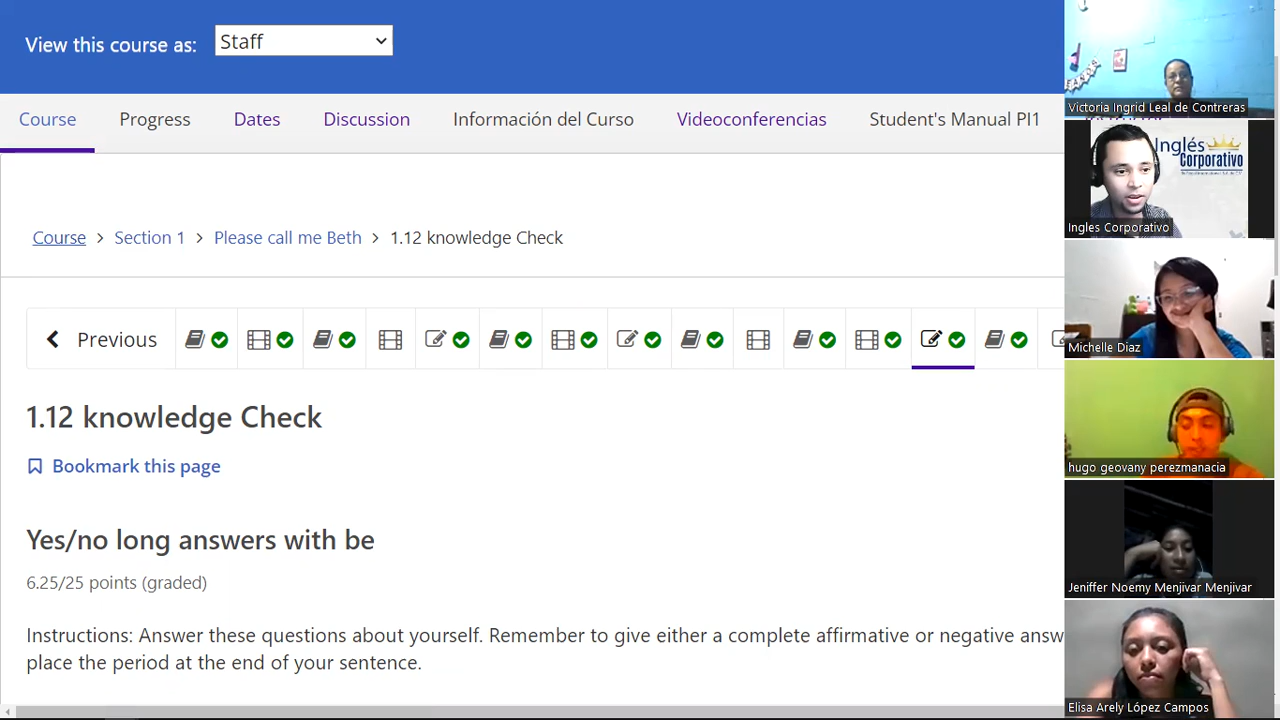 View this course as:
Staff
Course
Progress
Dates
Discussion
Información del Curso
Videoconferencias
Student's Manual PI1
Course > Section 1 > Please call me Beth > 1.12 knowledge Check
Previous
1.12 knowledge Check
Bookmark this page
Yes/no long answers with be
6.25/25 points (graded)
Instructions: Answer these questions about yourself. Remember to give either a complete affirmative or negative answ
place the period at the end of your sentence.
Victoria Ingrid Leal de Contreras
Inglés
Corporativo
Ingles Corporativo
Michelle Diaz
hugo geovany perezmanacia
Jeniffer Noemy Menjivar Menjivar
Elisa Arely López Campos